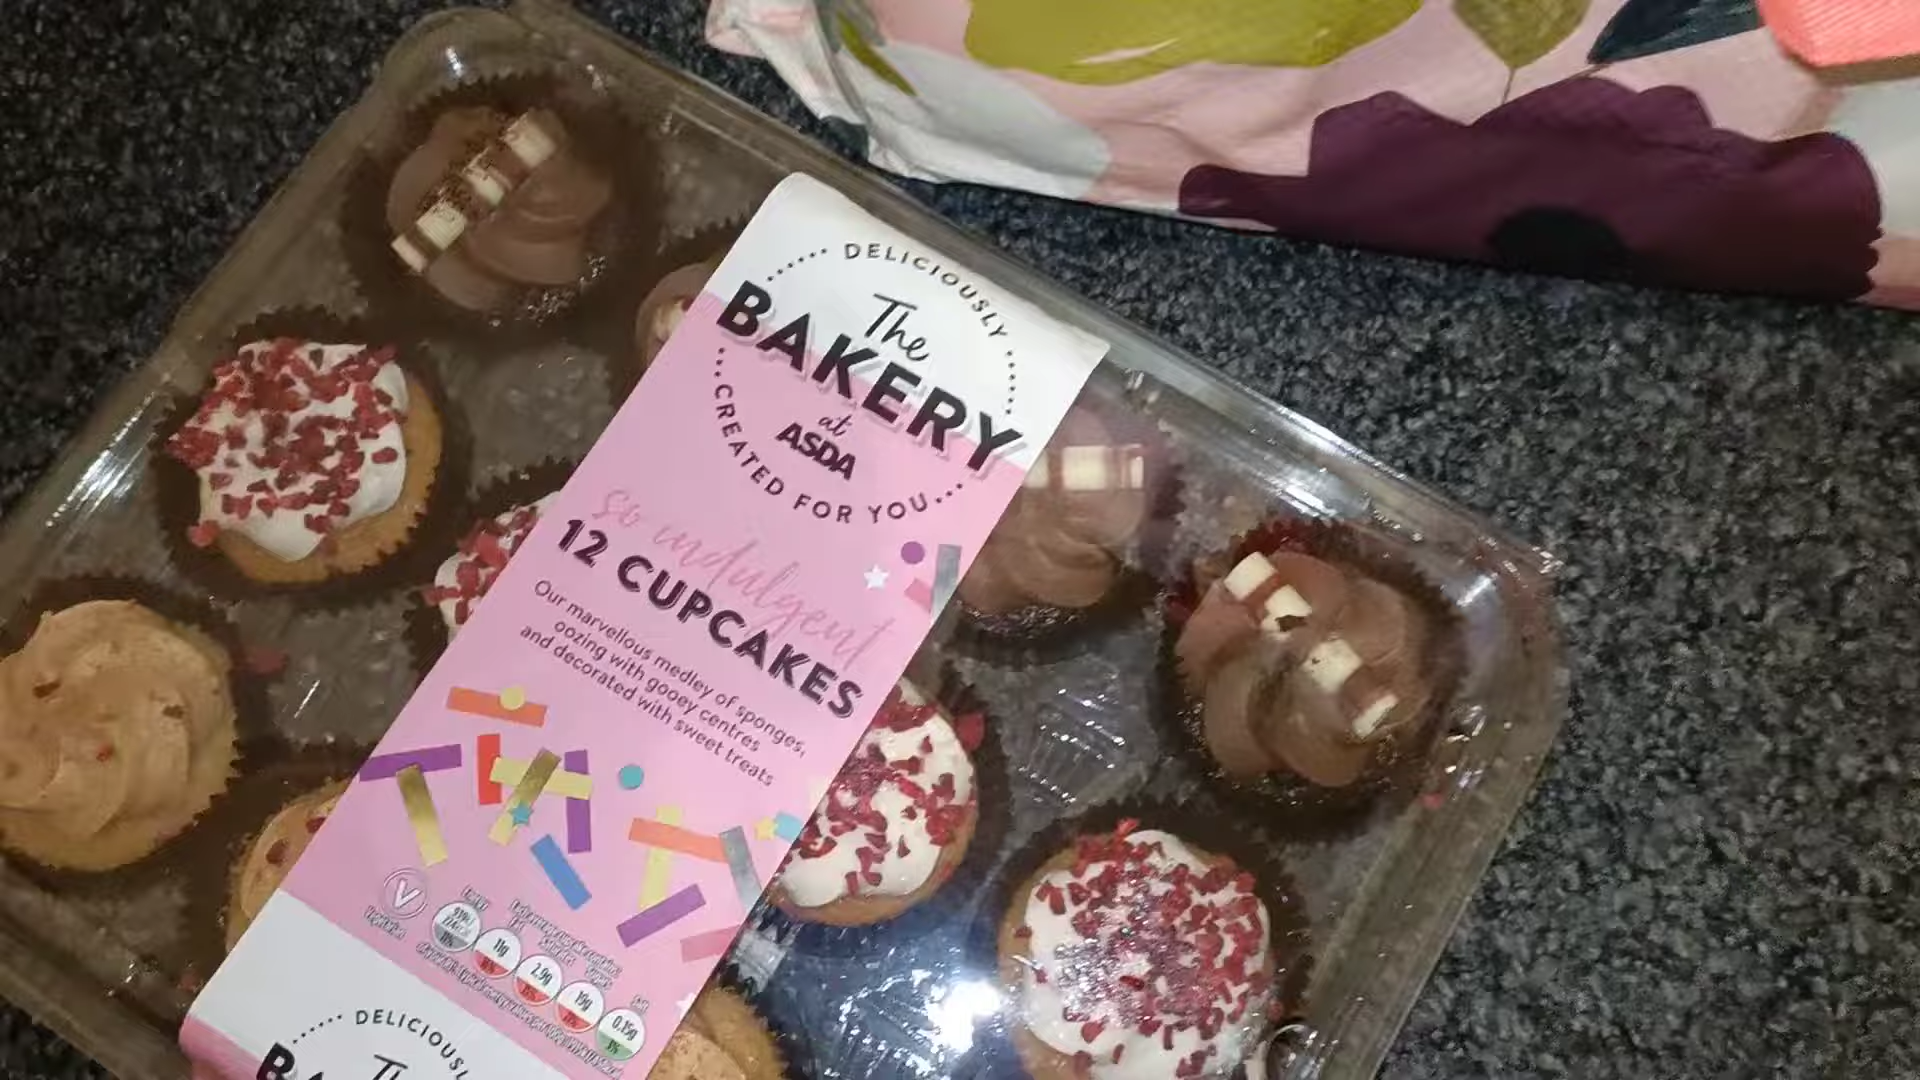 DELICIOUSLY
The
BAKERY
at
ASDA
CREATED FOR YOU
so indulgent
12 CUPCAKES
Our marvellous medley of sponges,
oozing with gooey centres
and decorated with sweet treats
V
Vegetarian
11g
2.9g
19g
0.15g
DELICIOUSLY